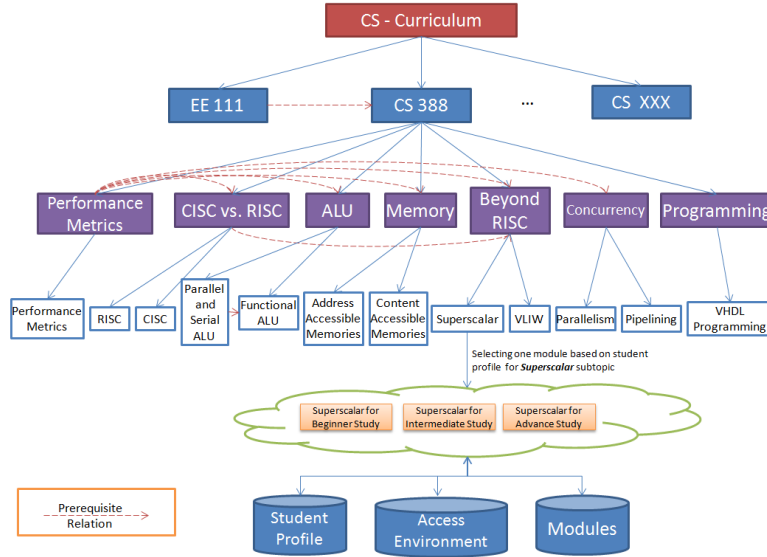 CS - Curriculum
EE 111
CS 388
...
CS XXX
Performance
Metrics
CISC vs. RISC
ALU
Memory
Beyond
RISC
Concurrency
Programming
Performance
Metrics
RISC
CISC
Parallel
and
Serial
ALU
Functional
ALU
Address
Accessible
Memories
Content
Accessible
Memories
Superscalar
VLIW
Parallelism
Pipelining
VHDL
Programming
Selecting one module based on student
profile for Superscalar subtopic
Superscalar for
Beginner Study
Superscalar for
Intermediate Study
Superscalar for
Advance Study
Prerequisite
Relation
Student
Profile
Access
Environment
Modules